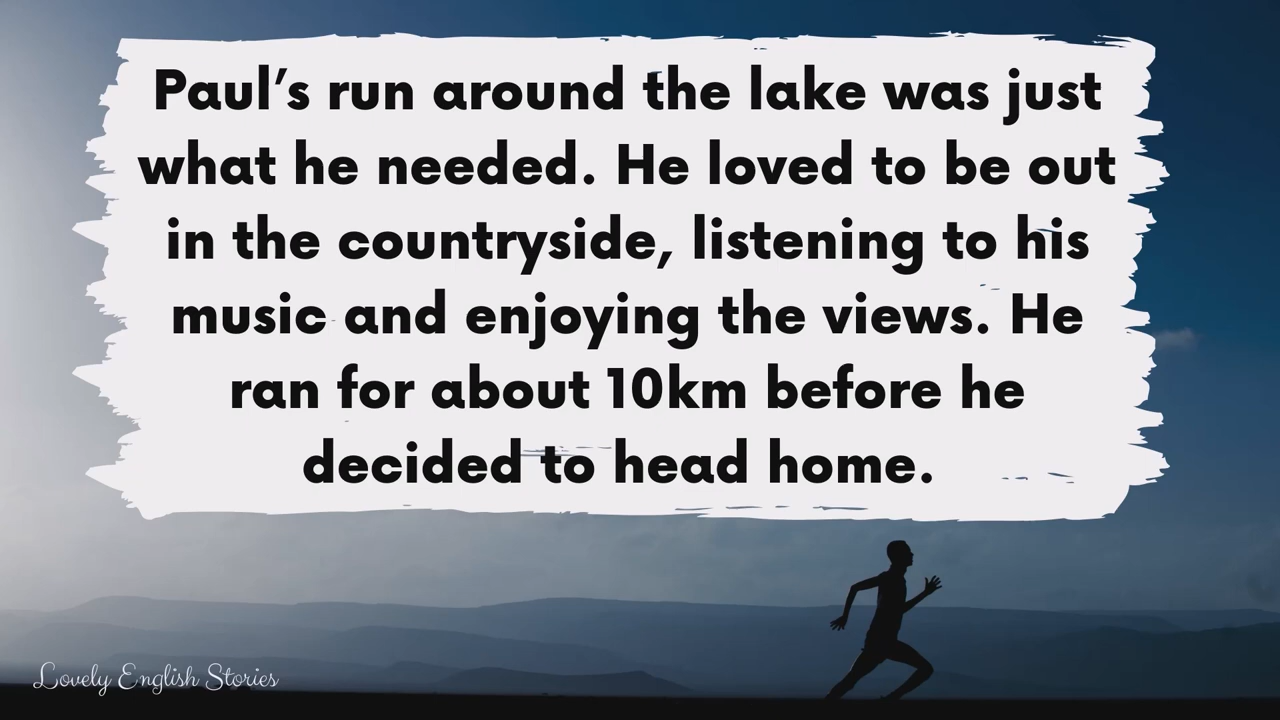 Paul’s run around the lake was just
what he needed. He loved to be out
in the countryside, listening to his
music and enjoying the views. He
ran for about 10km before he
decided to head home.
Lovely English Stories